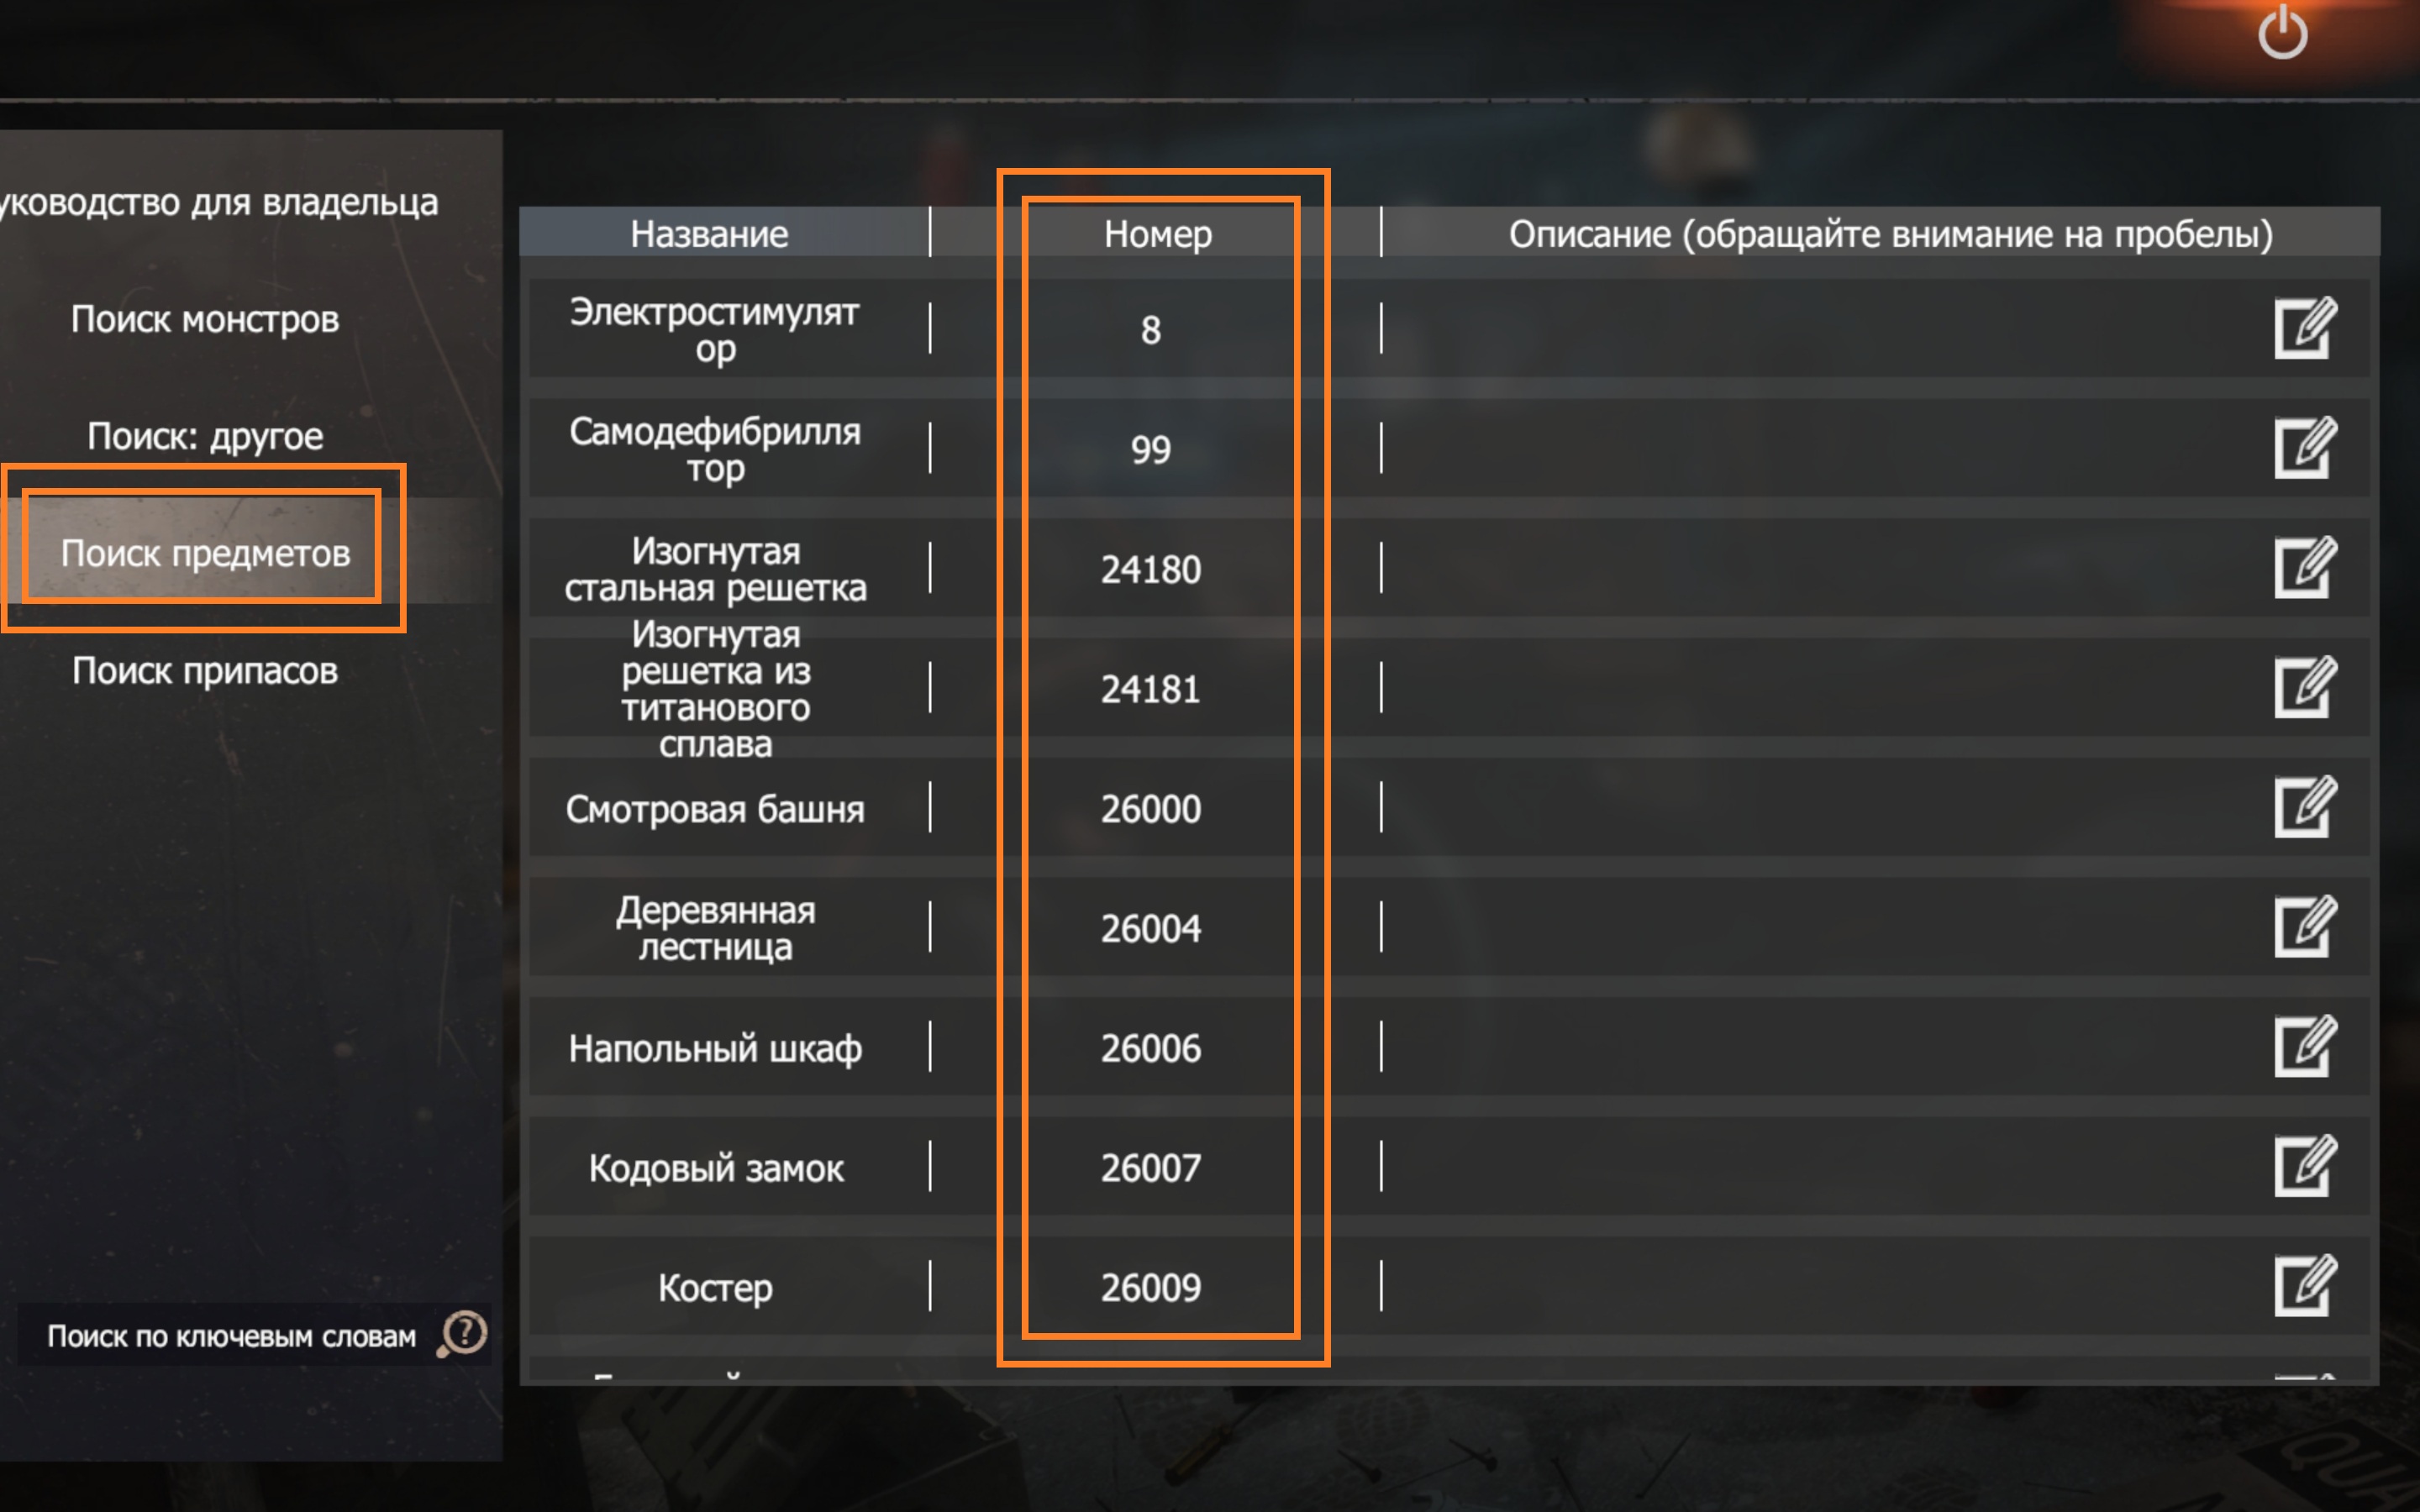 уководство для владельца
Поиск монстров
Поиск: другое
Поиск предметов
Поиск припасов
Поиск по ключевым словам
Название
Номер
Описание (обращайте внимание на пробелы)
Электростимулят
ор
8
Самодефибрилля
тор
99
Изогнутая
стальная решетка
24180
Изогнутая
решетка из
титанового
сплава
24181
Смотровая башня
26000
Деревянная
лестница
26004
Напольный шкаф
26006
Кодовый замок
26007
Костер
26009
QUA